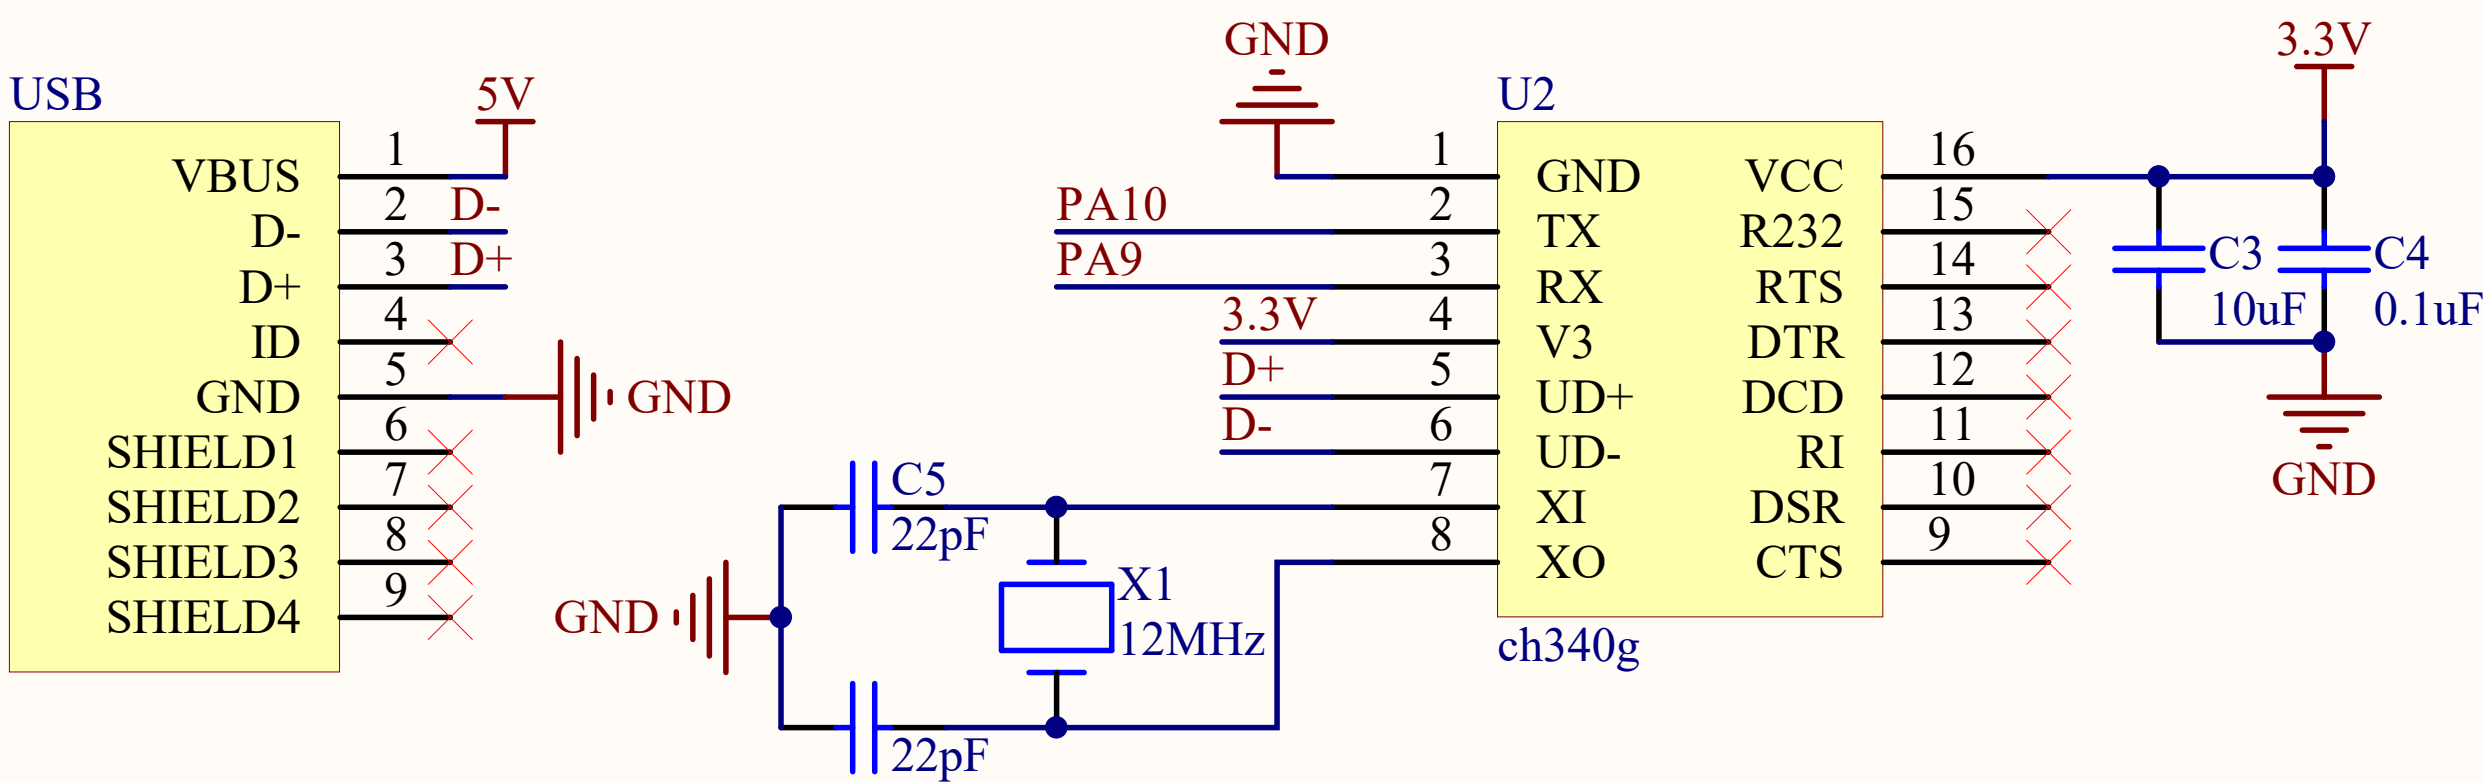 USB
5V
VBUS 1
D- 2 D-
D+ 3 D+
ID 4
GND 5 GND
SHIELD1 6
SHIELD2 7
SHIELD3 8
SHIELD4 9
GND
C5
22pF
X1
12MHz
22pF
GND
U2
PA10
PA9
3.3V
D+
D-
1 GND VCC 16
2 TX R232 15
3 RX RTS 14
4 V3 DTR 13
5 UD+ DCD 12
6 UD- RI 11
7 XI DSR 10
8 XO CTS 9
ch340g
3.3V
C3
10uF
C4
0.1uF
GND